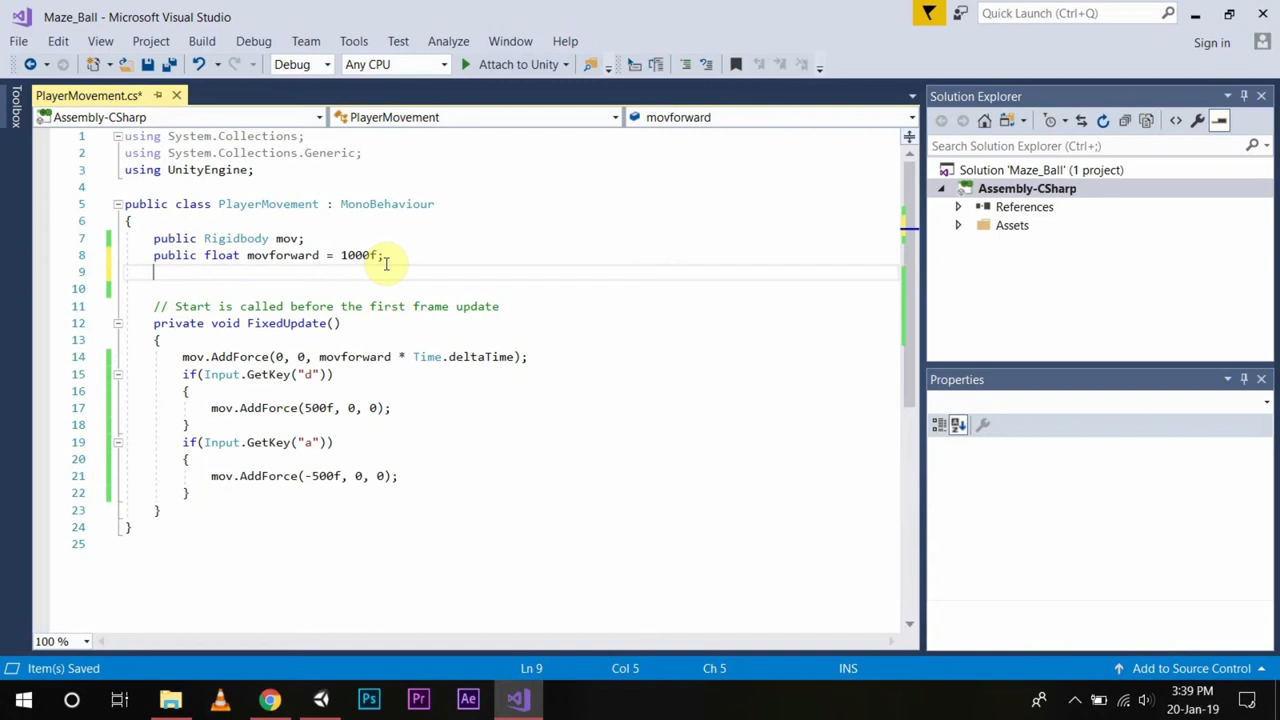 Maze_Ball - Microsoft Visual Studio
Quick Launch (Ctrl+Q)
File Edit View Project Build Debug Team Tools Test Analyze Window Help
Sign in
Debug Any CPU Attach to Unity
Toolbox
PlayerMovement.cs*
Assembly-CSharp PlayerMovement movforward
1 using System.Collections;
2 using System.Collections.Generic;
3 using UnityEngine;
4
5 public class PlayerMovement : MonoBehaviour
6 {
7 public Rigidbody mov;
8 public float movforward = 1000f;
9
10
11 // Start is called before the first frame update
12 private void FixedUpdate()
13 {
14 mov.AddForce(0, 0, movforward * Time.deltaTime);
15 if(Input.GetKey("d"))
16 {
17 mov.AddForce(500f, 0, 0);
18 }
19 if(Input.GetKey("a"))
20 {
21 mov.AddForce(-500f, 0, 0);
22 }
23 }
24 }
25
100 %
Solution Explorer
Search Solution Explorer (Ctrl+;)
Solution 'Maze_Ball' (1 project)
Assembly-CSharp
References
Assets
Properties
Item(s) Saved Ln 9 Col 5 Ch 5 INS Add to Source Control
Ps Pr Ae
3:39 PM
20-Jan-19